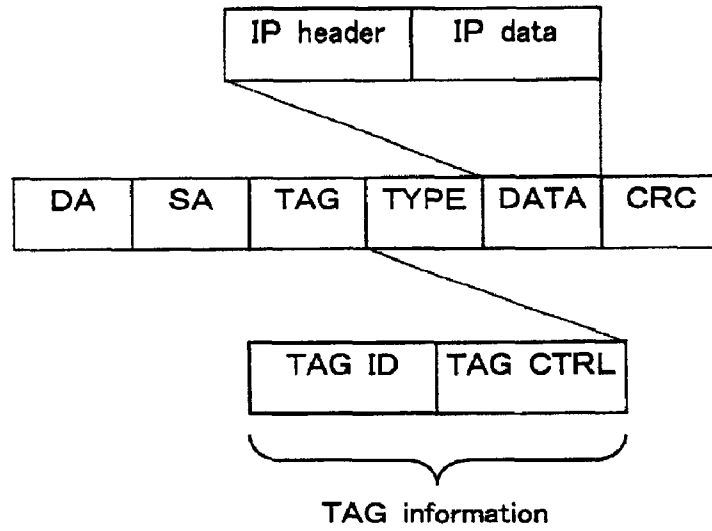 IP header IP data
DA SA TAG TYPE DATA CRC
TAG ID TAG CTRL
TAG information